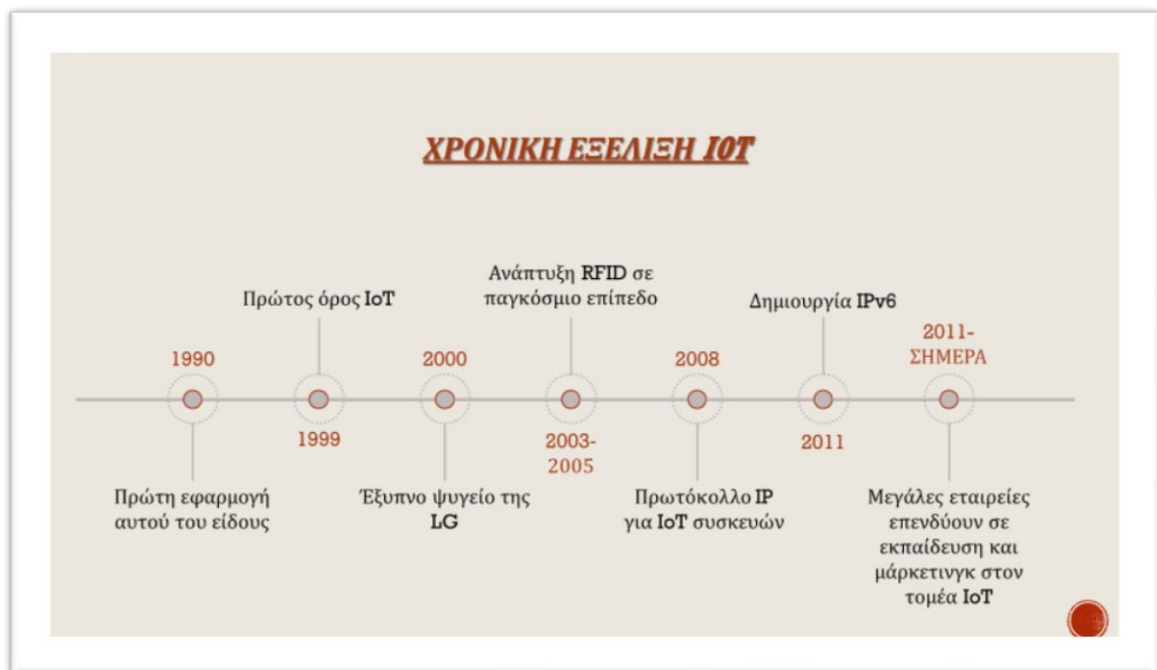 ΧΡΟΝΙΚΗ ΕΞΕΛΙΞΗ ΙΟΤ
1990
Πρώτη εφαρμογή
αυτού του είδους
Πρώτος όρος IoT
1999
2000
Έξυπνο ψυγείο της
LG
Ανάπτυξη RFID σε
παγκόσμιο επίπεδο
2003-
2005
2008
Πρωτόκολλο IP
για IoT συσκευών
Δημιουργία IPv6
2011
2011-
ΣΗΜΕΡΑ
Μεγάλες εταιρείες
επενδύουν σε
εκπαίδευση και
μάρκετινγκ στον
τομέα IoT